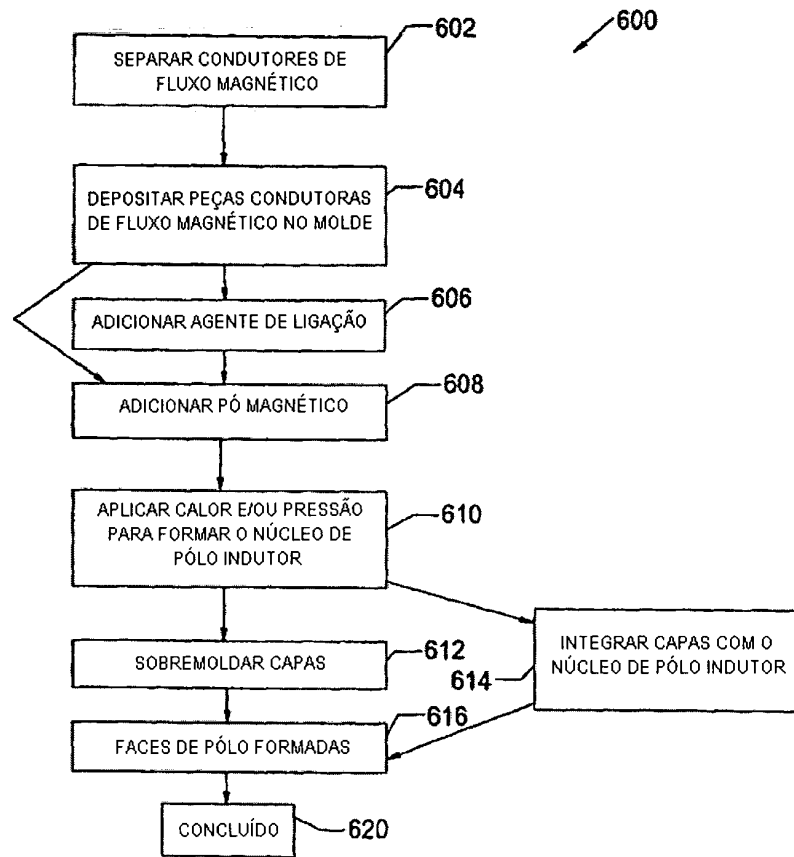 600
602
SEPARAR CONDUTORES DE
FLUXO MAGNÉTICO
604
DEPOSITAR PEÇAS CONDUTORAS
DE FLUXO MAGNÉTICO NO MOLDE
606
ADICIONAR AGENTE DE LIGAÇÃO
608
ADICIONAR PÓ MAGNÉTICO
610
APLICAR CALOR E/OU PRESSÃO
PARA FORMAR O NÚCLEO DE
PÓLO INDUTOR
612
SOBREMOLDAR CAPAS
614
INTEGRAR CAPAS COM O
NÚCLEO DE PÓLO INDUTOR
616
FACES DE PÓLO FORMADAS
620
CONCLUÍDO